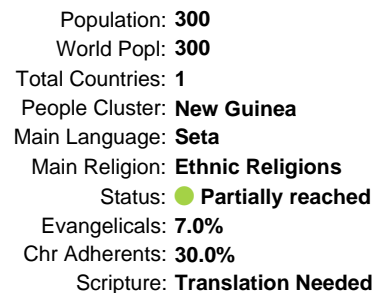 Population: 300
World Popl: 300
Total Countries: 1
People Cluster: New Guinea
Main Language: Seta
Main Religion: Ethnic Religions
Status: Partially reached
Evangelicals: 7.0%
Chr Adherents: 30.0%
Scripture: Translation Needed